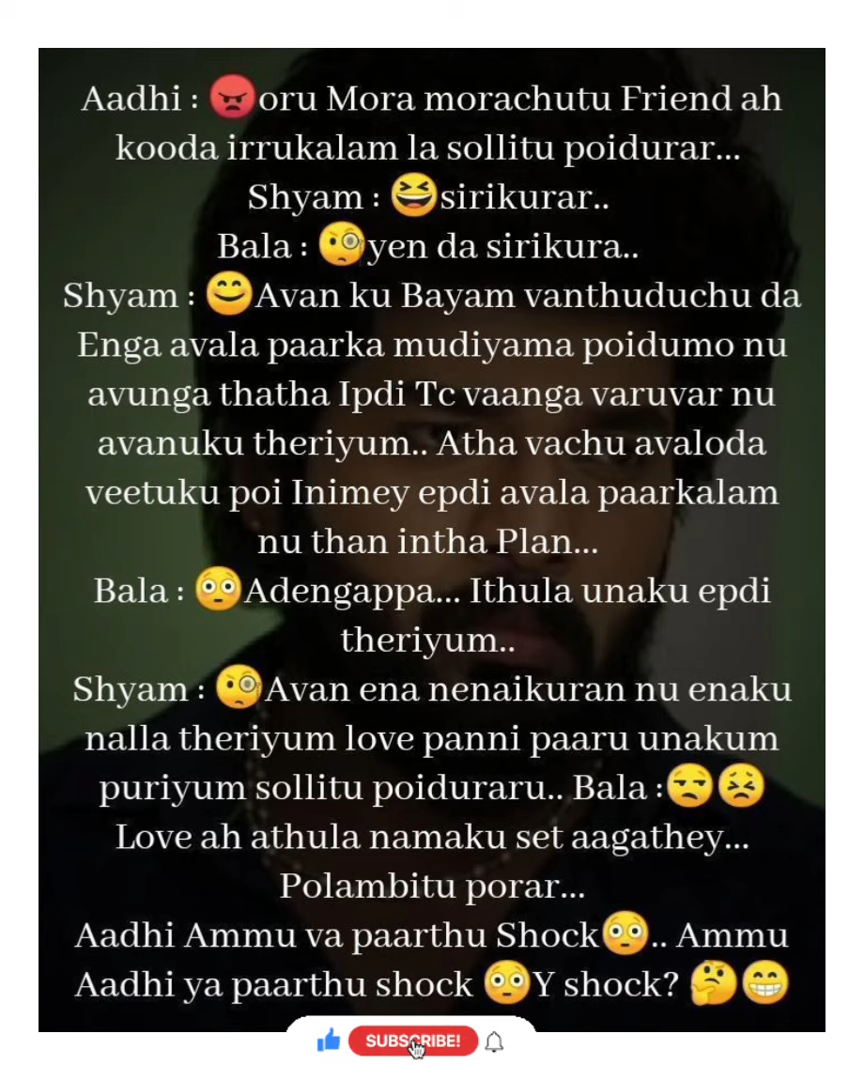 Aadhi : 😡oru Mora morachutu Friend ah
kooda irrukalam la sollitu poidurar...
Shyam : 😆sirikurar..
Bala : 🧐yen da sirikura..
Shyam : 😊Avan ku Bayam vanthuduchu da
Enga avala paarka mudiyama poidumo nu
avunga thatha Ipdi Tc vaanga varuvar nu
avanuku theriyum.. Atha vachu avaloda
veetuku poi Inimey epdi avala paarkalam
nu than intha Plan...
Bala : 😳Adengappa... Ithula unaku epdi
theriyum..
Shyam : 🧐Avan ena nenaikuran nu enaku
nalla theriyum love panni paaru unakum
puriyum sollitu poiduraru.. Bala :😒😣
Love ah athula namaku set aagathey...
Polambitu porar...
Aadhi Ammu va paarthu Shock😳.. Ammu
Aadhi ya paarthu shock 😳Y shock? 🤔😁
SUBSCRIBE!